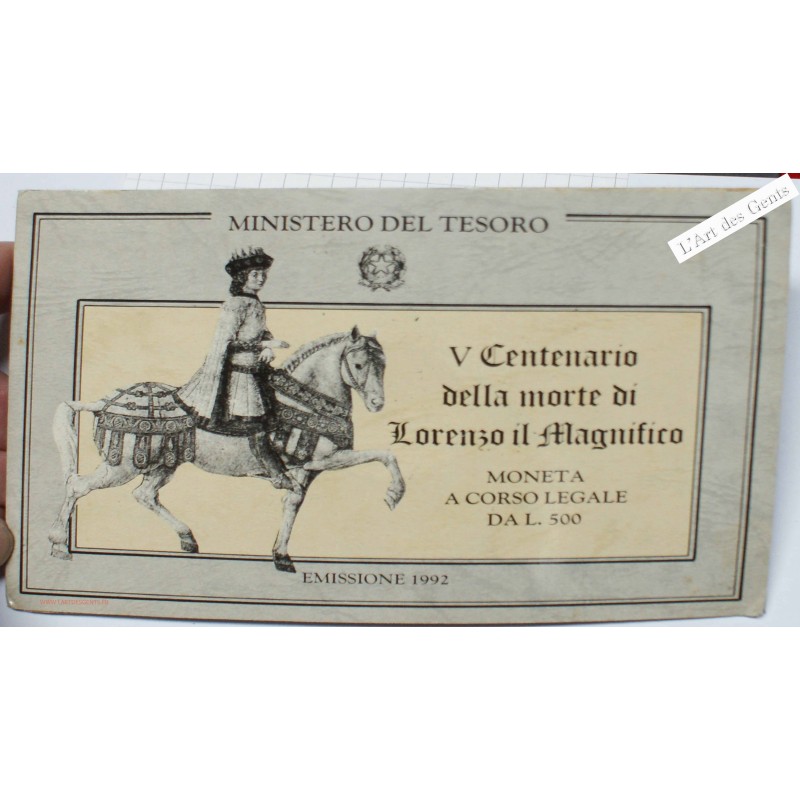 MINISTERO DEL TESORO
L'Art des Gents
V Centenario
della morte di
Lorenzo il Magnifico
MONETA
A CORSO LEGALE
DA L. 500
EMISSIONE 1992